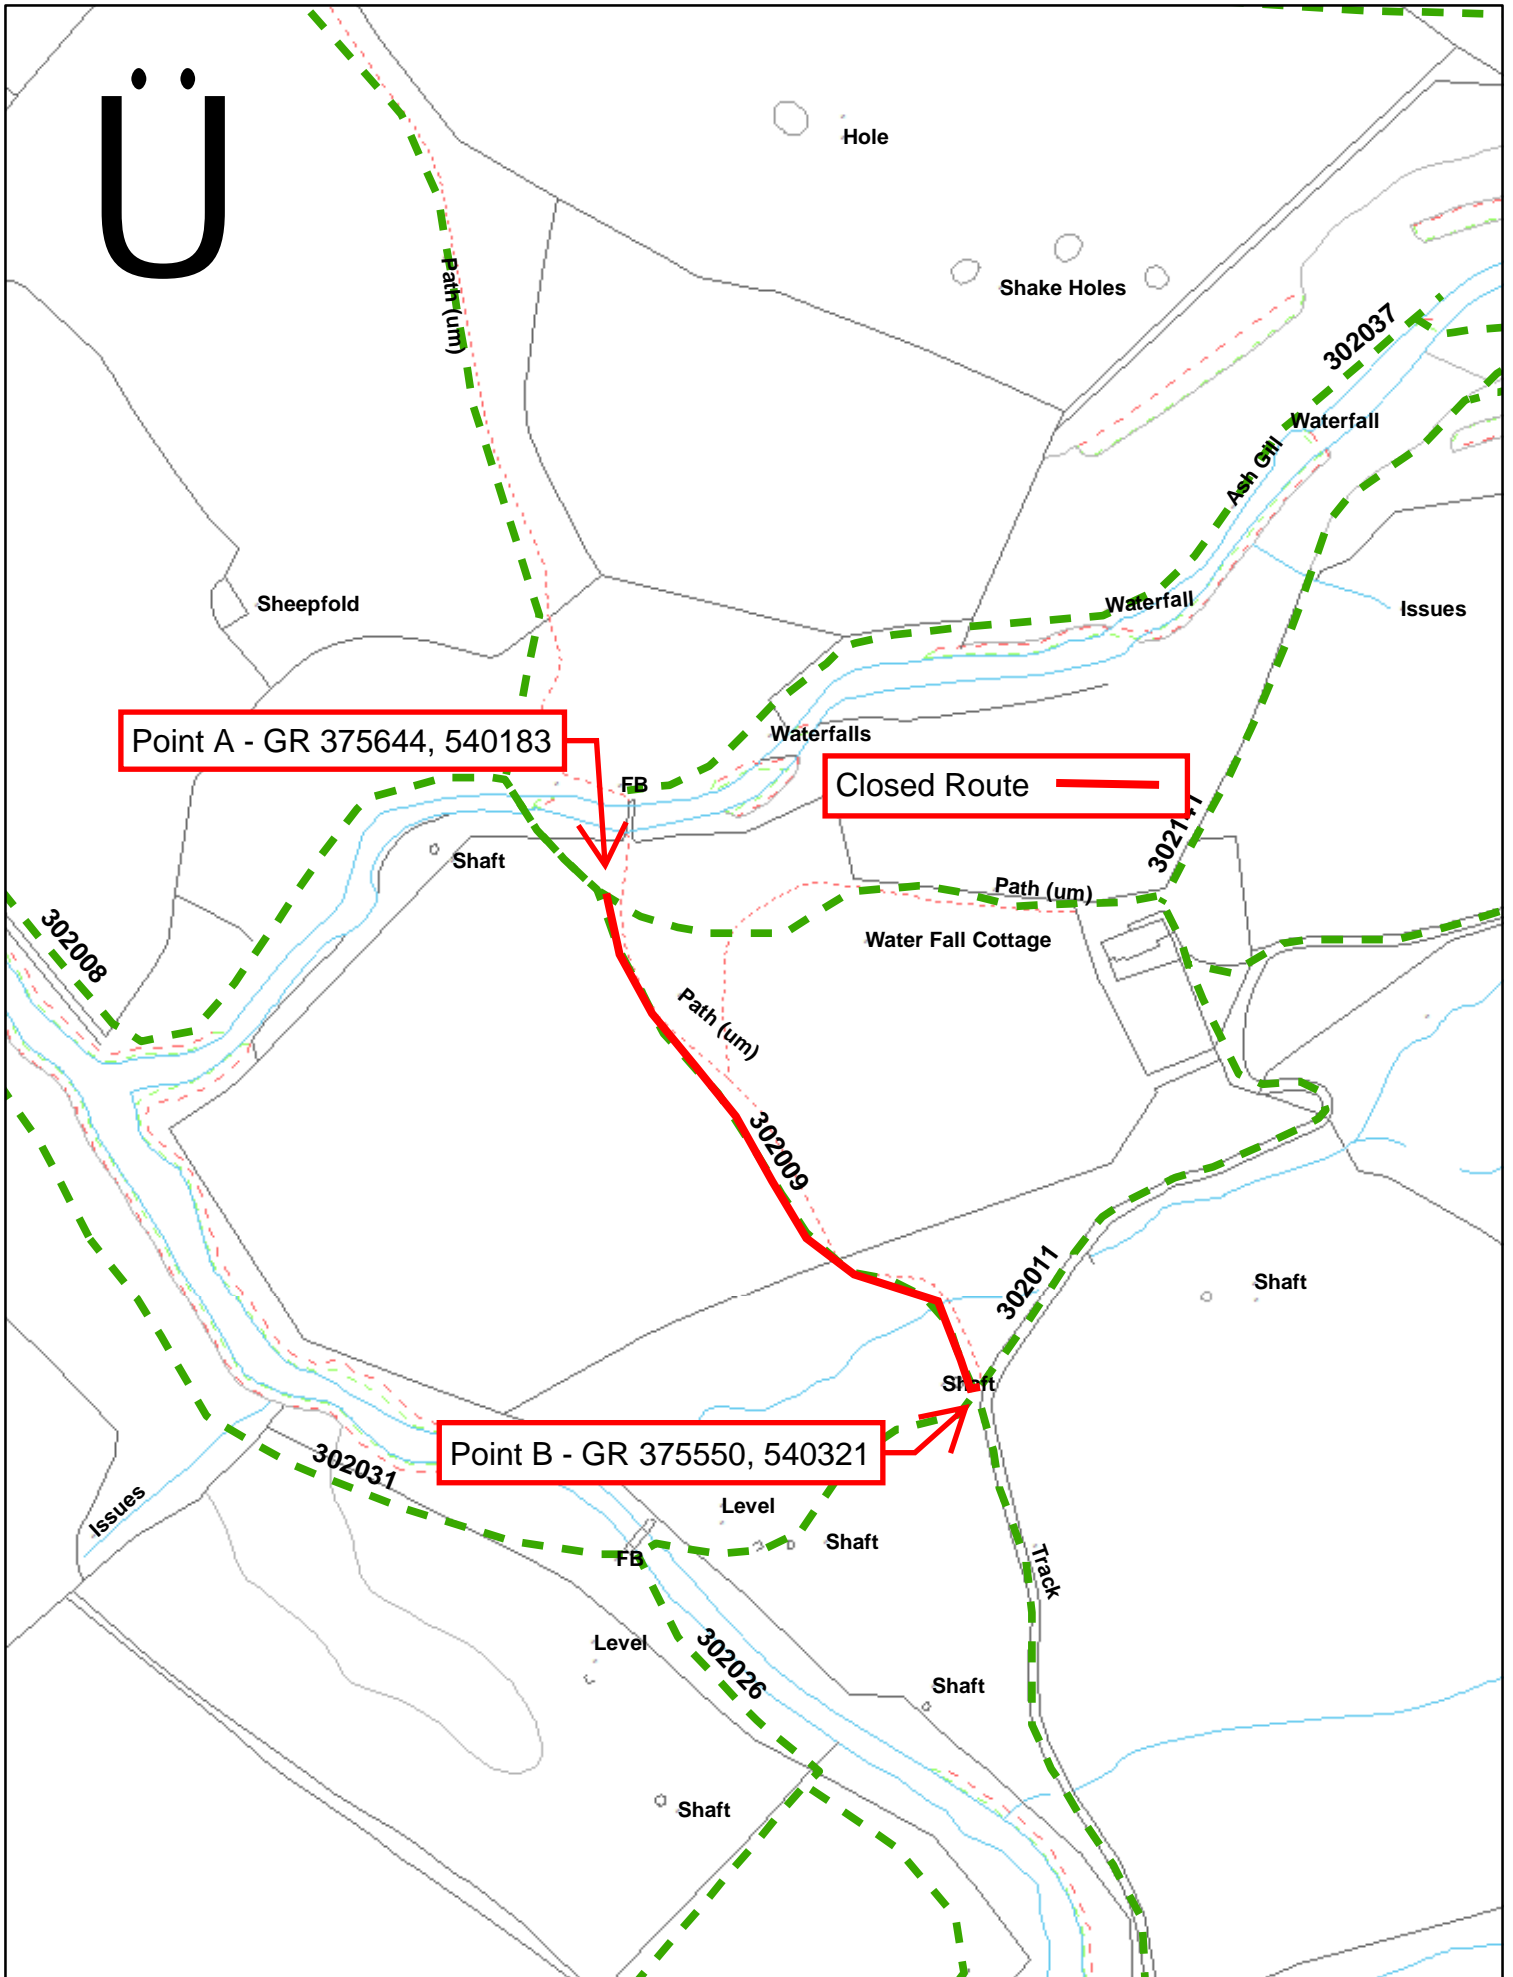 Ü
Hole
Path (um)
Shake Holes
302037
Waterfall
Ash Gill
Sheepfold
Waterfall
Issues
Point A - GR 375644, 540183
Waterfalls
FB
Closed Route
Shaft
Path (um)
Water Fall Cottage
302008
Path (um)
302009
302011
Shaft
Shaft
Point B - GR 375550, 540321
302031
Issues
Level
Shaft
FB
Track
Level
302026
Shaft
Shaft